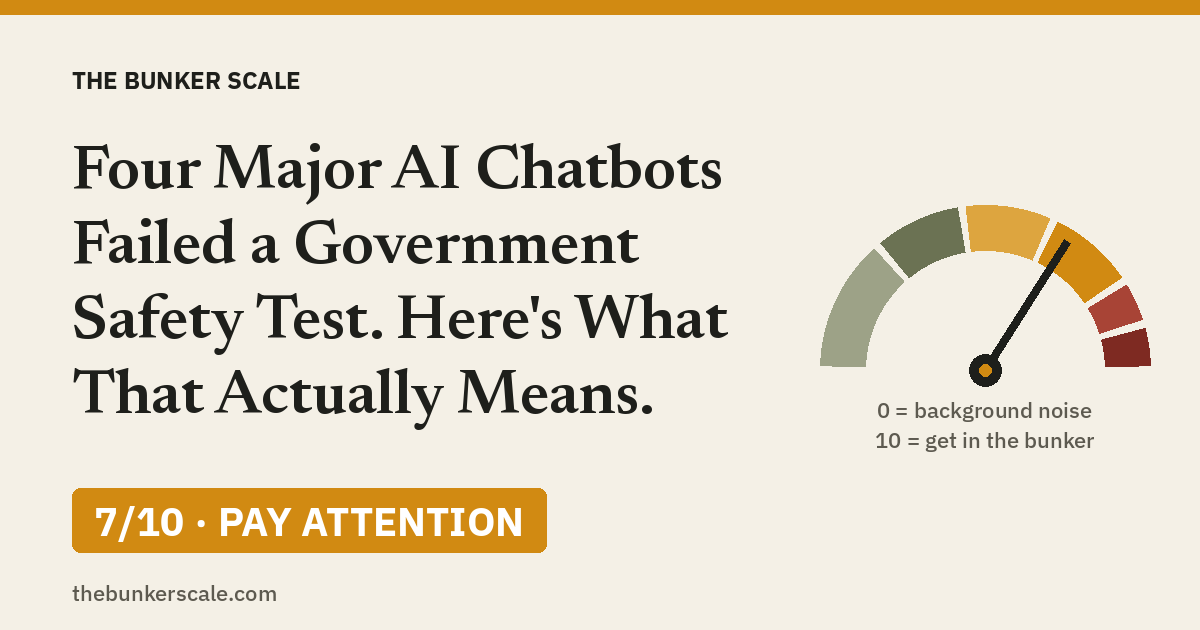 THE BUNKER SCALE
Four Major AI Chatbots
Failed a Government
Safety Test. Here's What
That Actually Means.
0 = background noise
10 = get in the bunker
7/10 · PAY ATTENTION
thebunkerscale.com